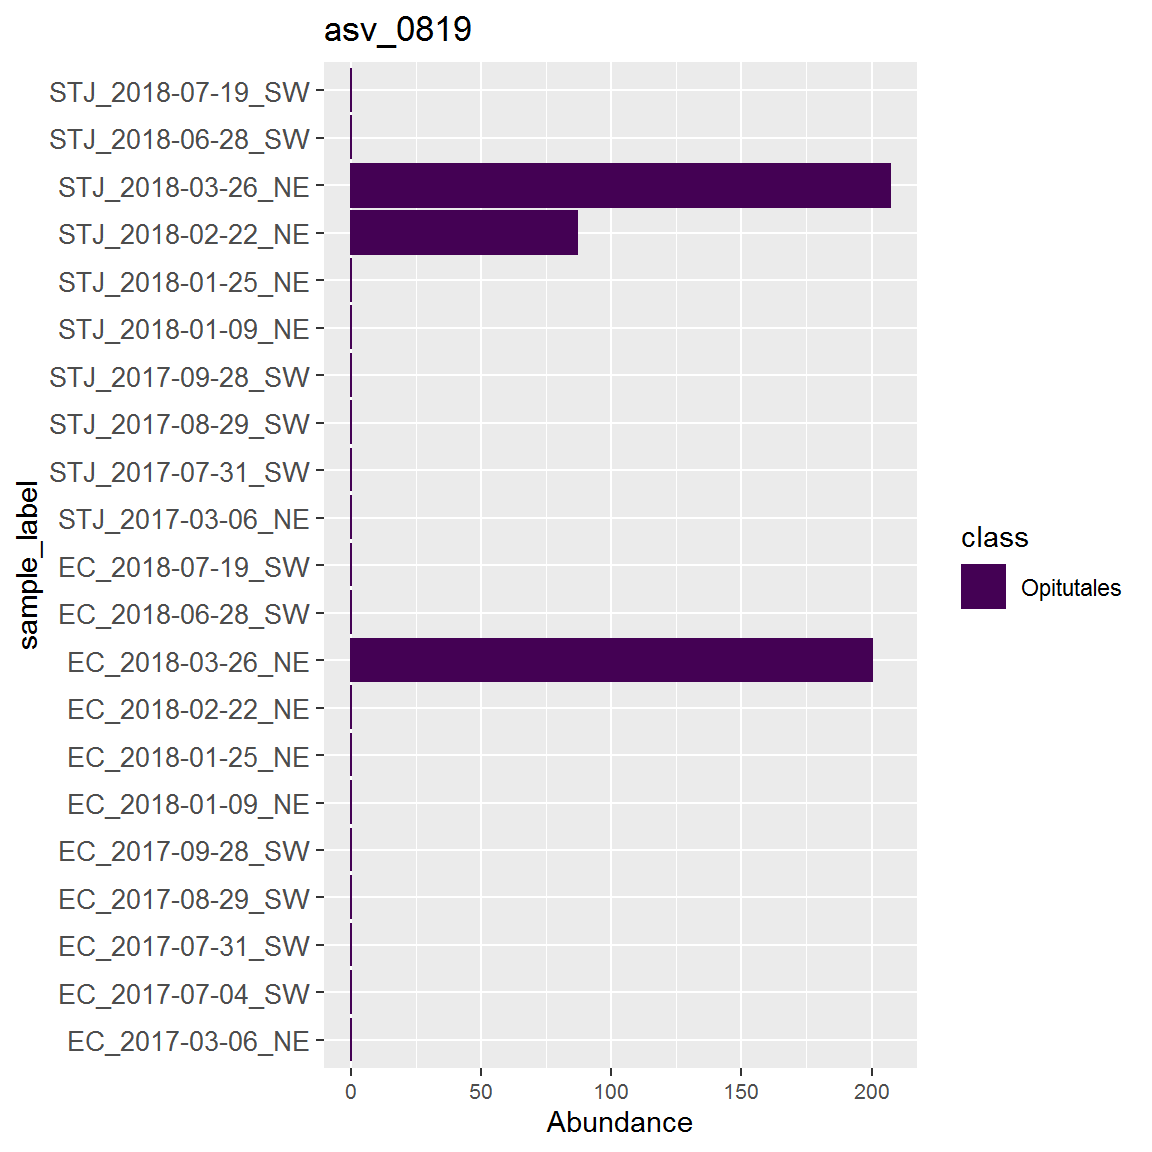 asv_0819
STJ_2018-07-19_SW
STJ_2018-06-28_SW
STJ_2018-03-26_NE
STJ_2018-02-22_NE
STJ_2018-01-25_NE
STJ_2018-01-09_NE
STJ_2017-09-28_SW
STJ_2017-08-29_SW
STJ_2017-07-31_SW
STJ_2017-03-06_NE
EC_2018-07-19_SW
EC_2018-06-28_SW
EC_2018-03-26_NE
EC_2018-02-22_NE
EC_2018-01-25_NE
EC_2018-01-09_NE
EC_2017-09-28_SW
EC_2017-08-29_SW
EC_2017-07-31_SW
EC_2017-07-04_SW
EC_2017-03-06_NE
sample_label
0 50 100 150 200
Abundance
class
Opitutales